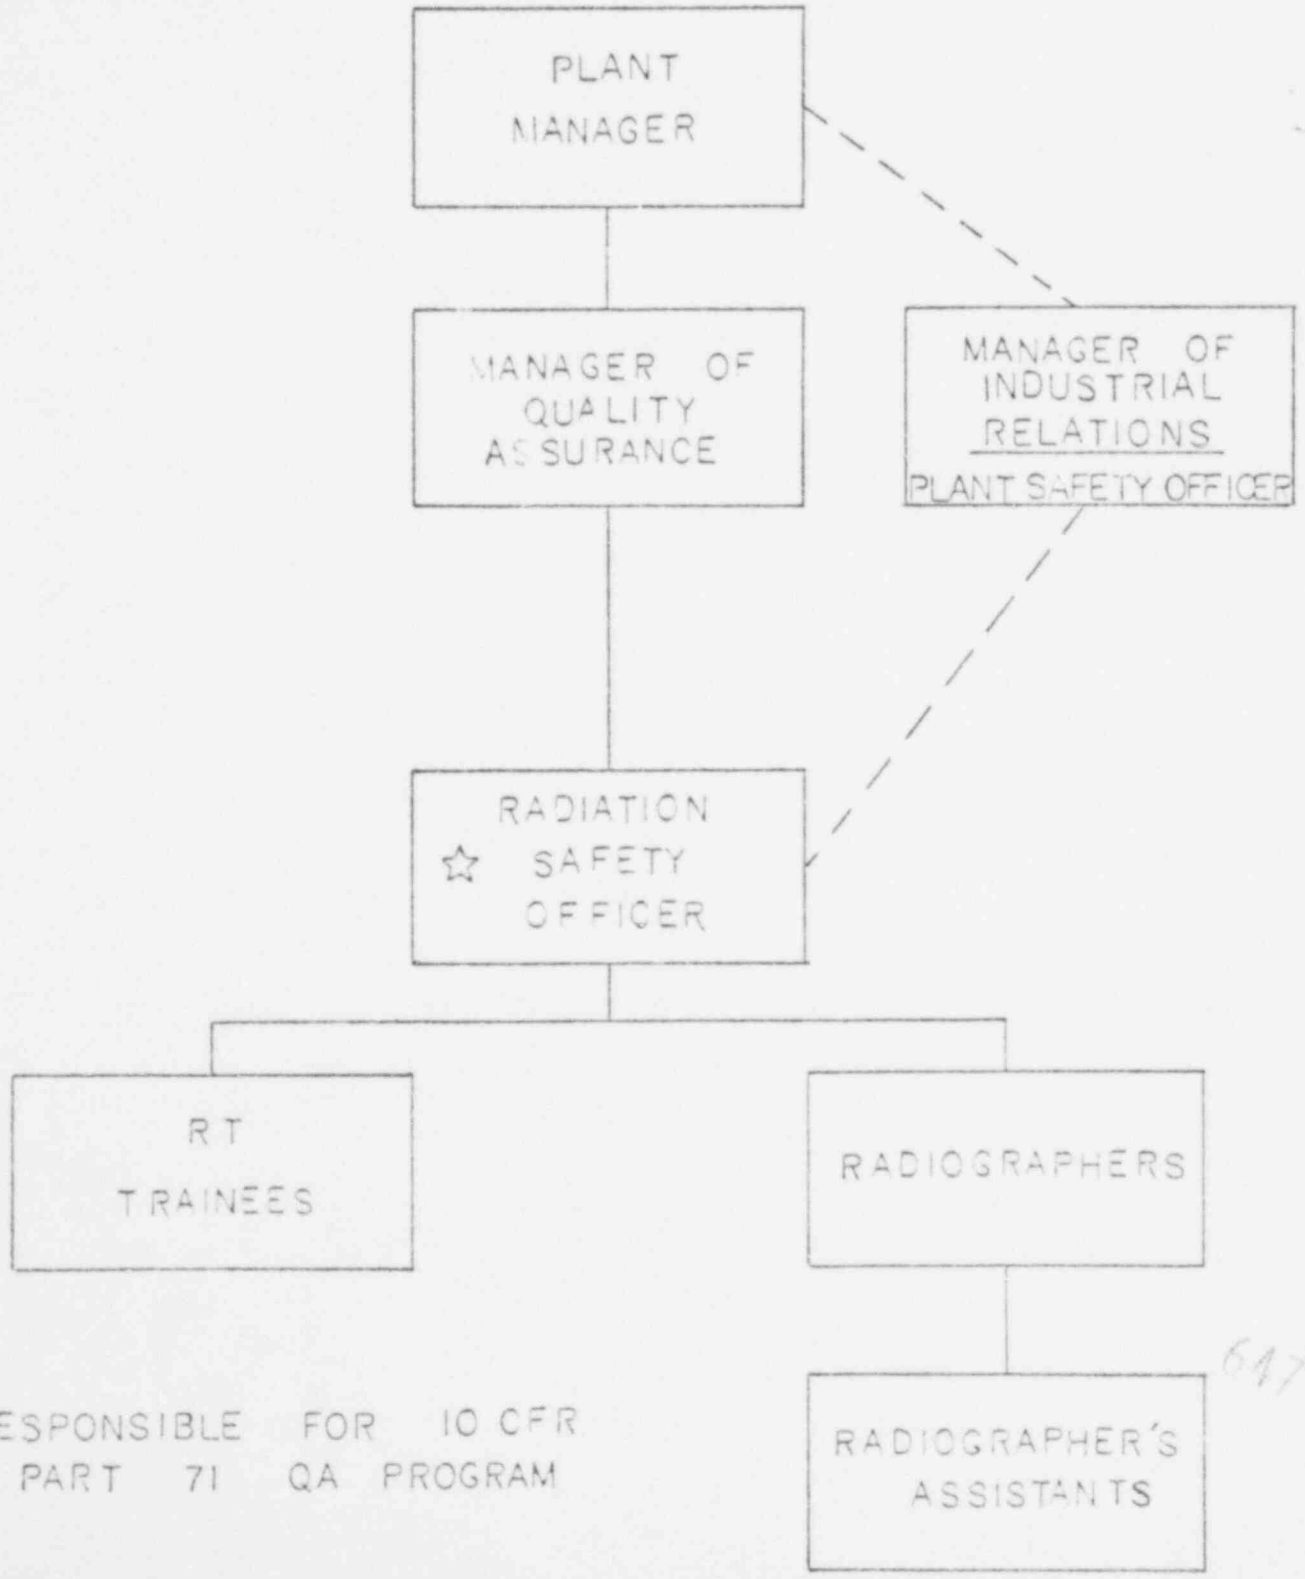 PLANT
MANAGER
MANAGER OF
QUALITY
ASSURANCE
MANAGER OF
INDUSTRIAL
RELATIONS
PLANT SAFETY OFFICER
RADIATION
☆ SAFETY
OFFICER
RT
TRAINEES
RADIOGRAPHERS
ESPONSIBLE FOR 10 CFR
PART 71 QA PROGRAM
RADIOGRAPHER'S
ASSISTANTS